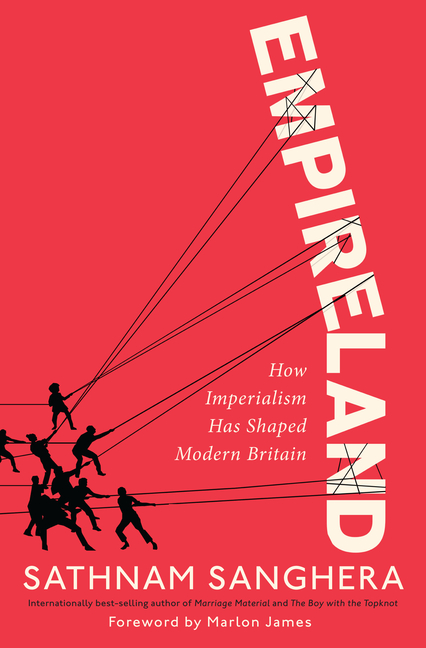 EMPIRELAND
How
Imperialism
Has Shaped
Modern Britain
SATHNAM SANGHERA
Internationally best-selling author of Marriage Material and The Boy with the Topknot
Foreword by Marlon James